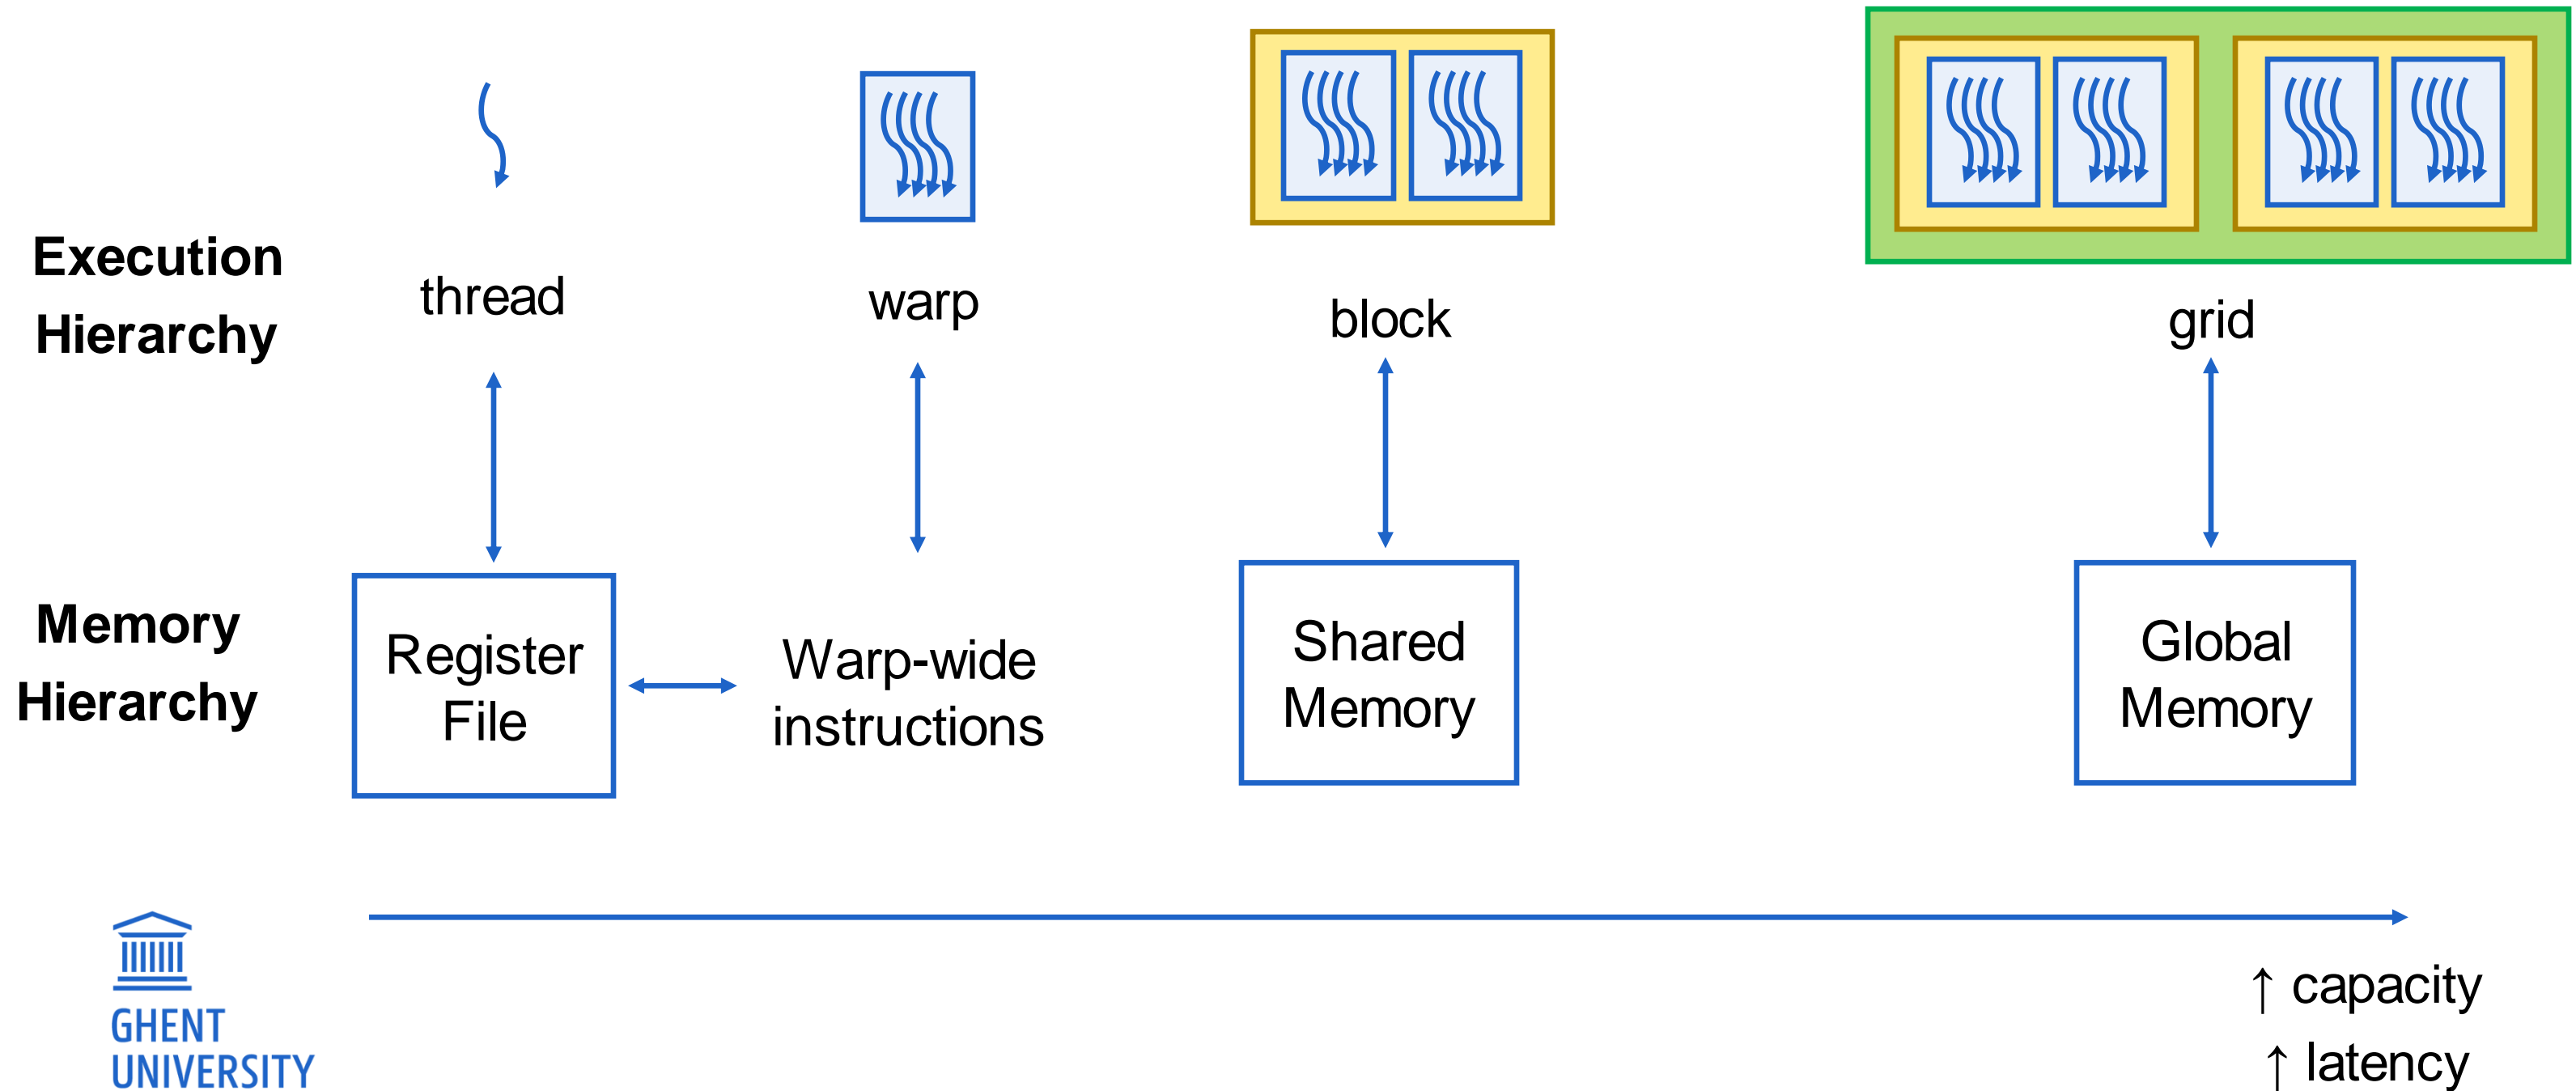 Execution
Hierarchy
thread
warp
block
grid
Memory
Hierarchy
Register
File
Warp-wide
instructions
Shared
Memory
Global
Memory
GHENT
UNIVERSITY
↑ capacity
↑ latency